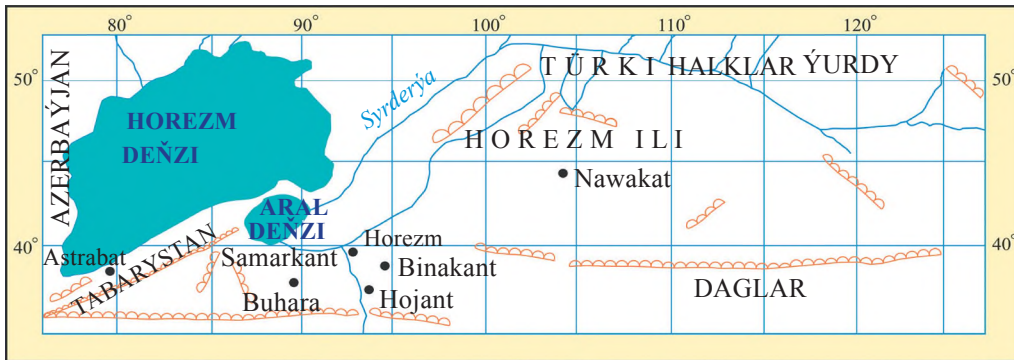 80° 90° 100° 110° 120°
50° 50°
AZERBAÝJAN
TÜRKI HALKLAR ÝURDY
Syrderýa
HOREZM
DEŇZI
HOREZM ILI
Nawakat
ARAL
DEŇZI
40° 40°
TABARYSTAN
Astrabat
Samarkant
Horezm
Binakant
Buhara
Hojant
DAGLAR